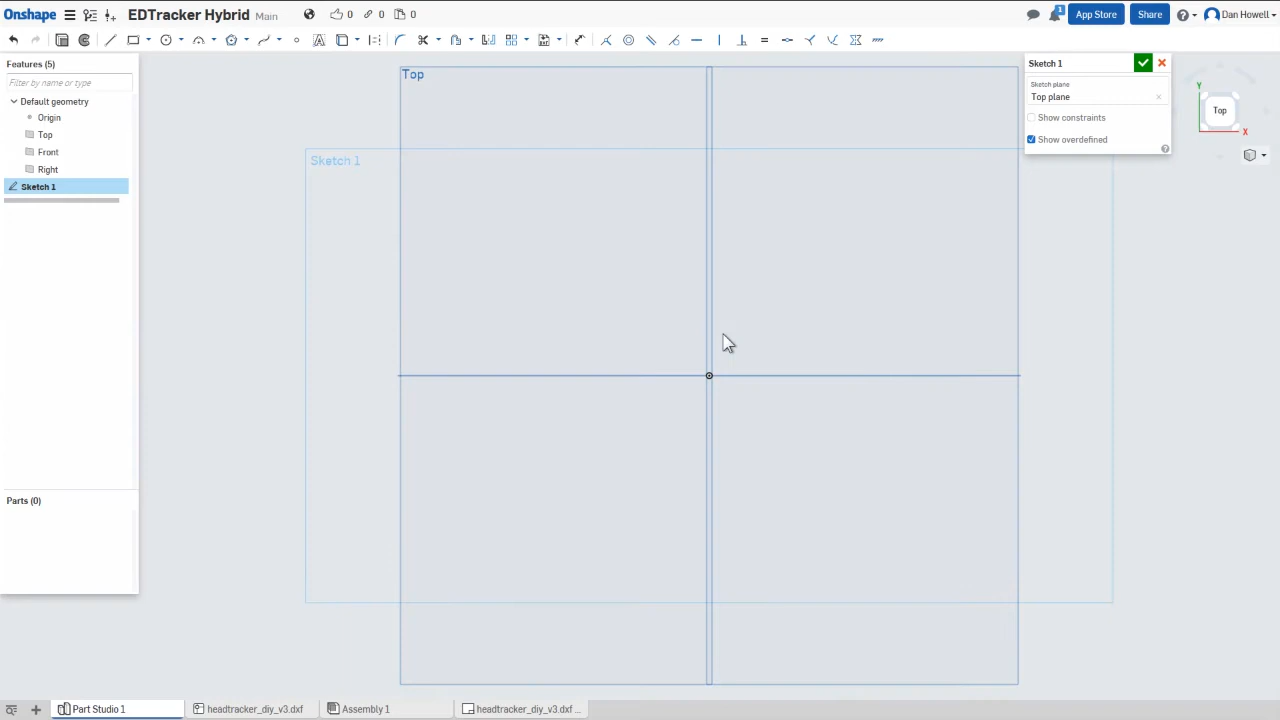 Onshape EDTracker Hybrid Main 0 0 0 1 App Store Share Dan Howell
Features (5)
Filter by name or type
Default geometry
Origin
Top
Front
Right
Sketch 1
Parts (0)
Top
Sketch 1
Sketch 1
Sketch plane
Top plane
Show constraints
Show overdefined
Y
Top
X
Part Studio 1 headtracker_diy_v3.dxf Assembly 1 headtracker_diy_v3.dxf ...